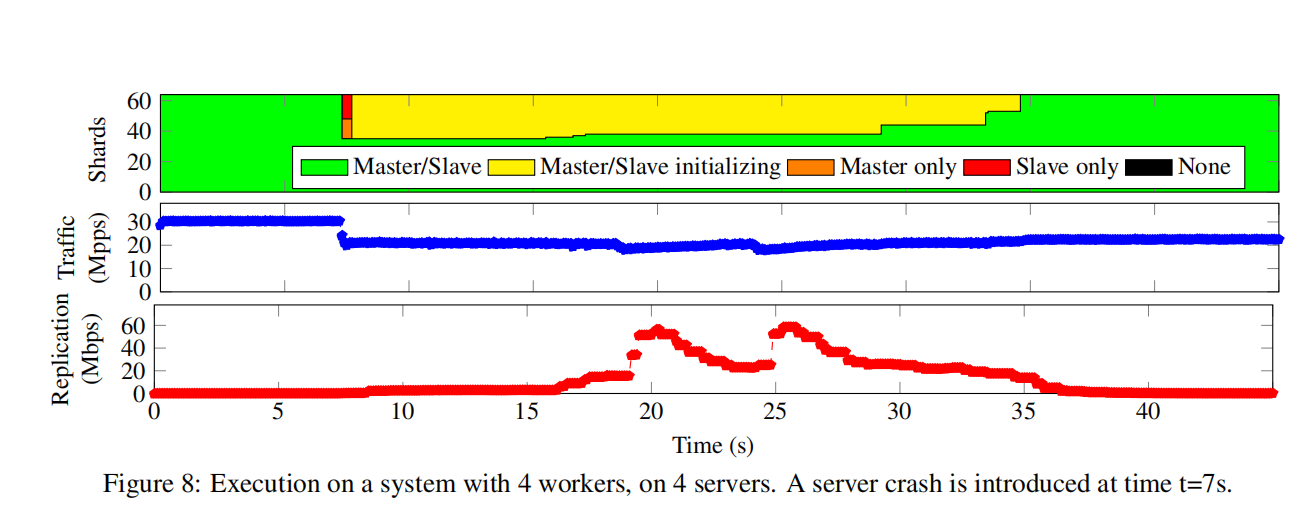 60
40
20
0
Shards
Master/Slave Master/Slave initializing Master only Slave only None
30
20
10
0
Traffic
(Mpps)
60
40
20
0
Replication
(Mbps)
0 5 10 15 20 25 30 35 40
Time (s)
Figure 8: Execution on a system with 4 workers, on 4 servers. A server crash is introduced at time t=7s.